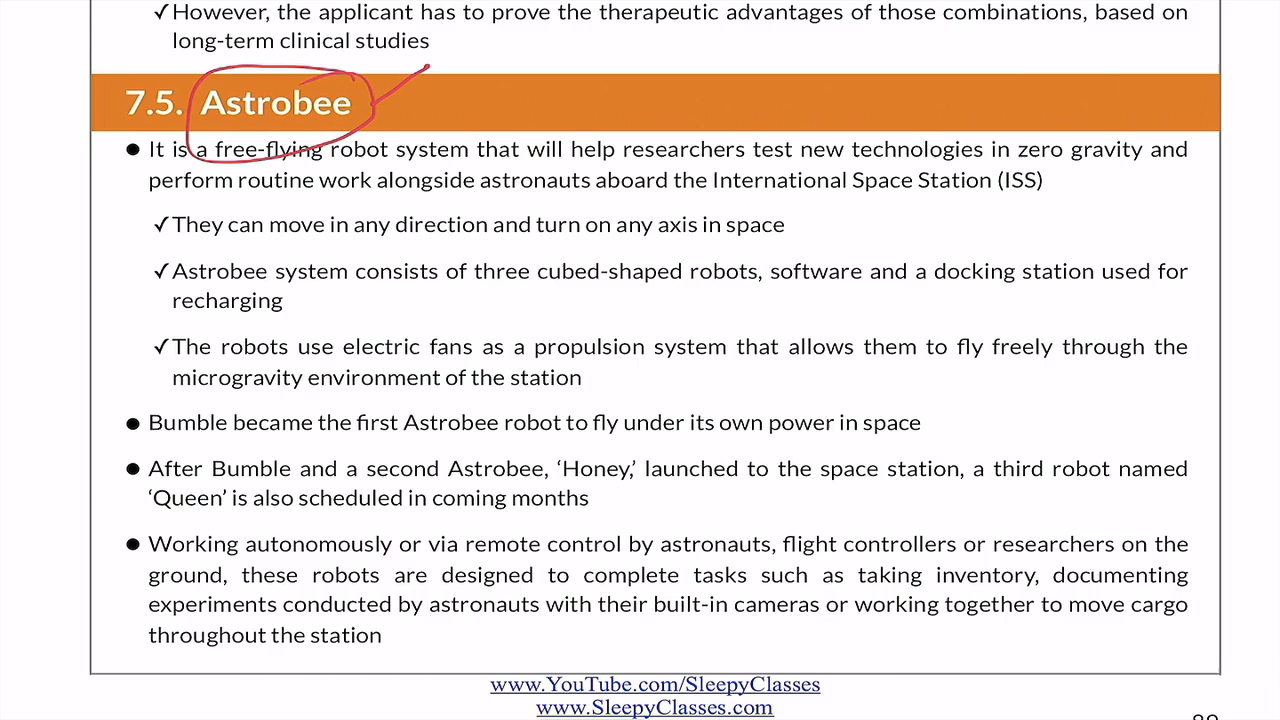 ✓However, the applicant has to prove the therapeutic advantages of those combinations, based on
long-term clinical studies
7.5. Astrobee
● It is a free-flying robot system that will help researchers test new technologies in zero gravity and
perform routine work alongside astronauts aboard the International Space Station (ISS)
✓They can move in any direction and turn on any axis in space
✓Astrobee system consists of three cubed-shaped robots, software and a docking station used for
recharging
✓The robots use electric fans as a propulsion system that allows them to fly freely through the
microgravity environment of the station
● Bumble became the first Astrobee robot to fly under its own power in space
● After Bumble and a second Astrobee, ‘Honey,’ launched to the space station, a third robot named
‘Queen’ is also scheduled in coming months
● Working autonomously or via remote control by astronauts, flight controllers or researchers on the
ground, these robots are designed to complete tasks such as taking inventory, documenting
experiments conducted by astronauts with their built-in cameras or working together to move cargo
throughout the station
www.YouTube.com/SleepyClasses
www.SleepyClasses.com